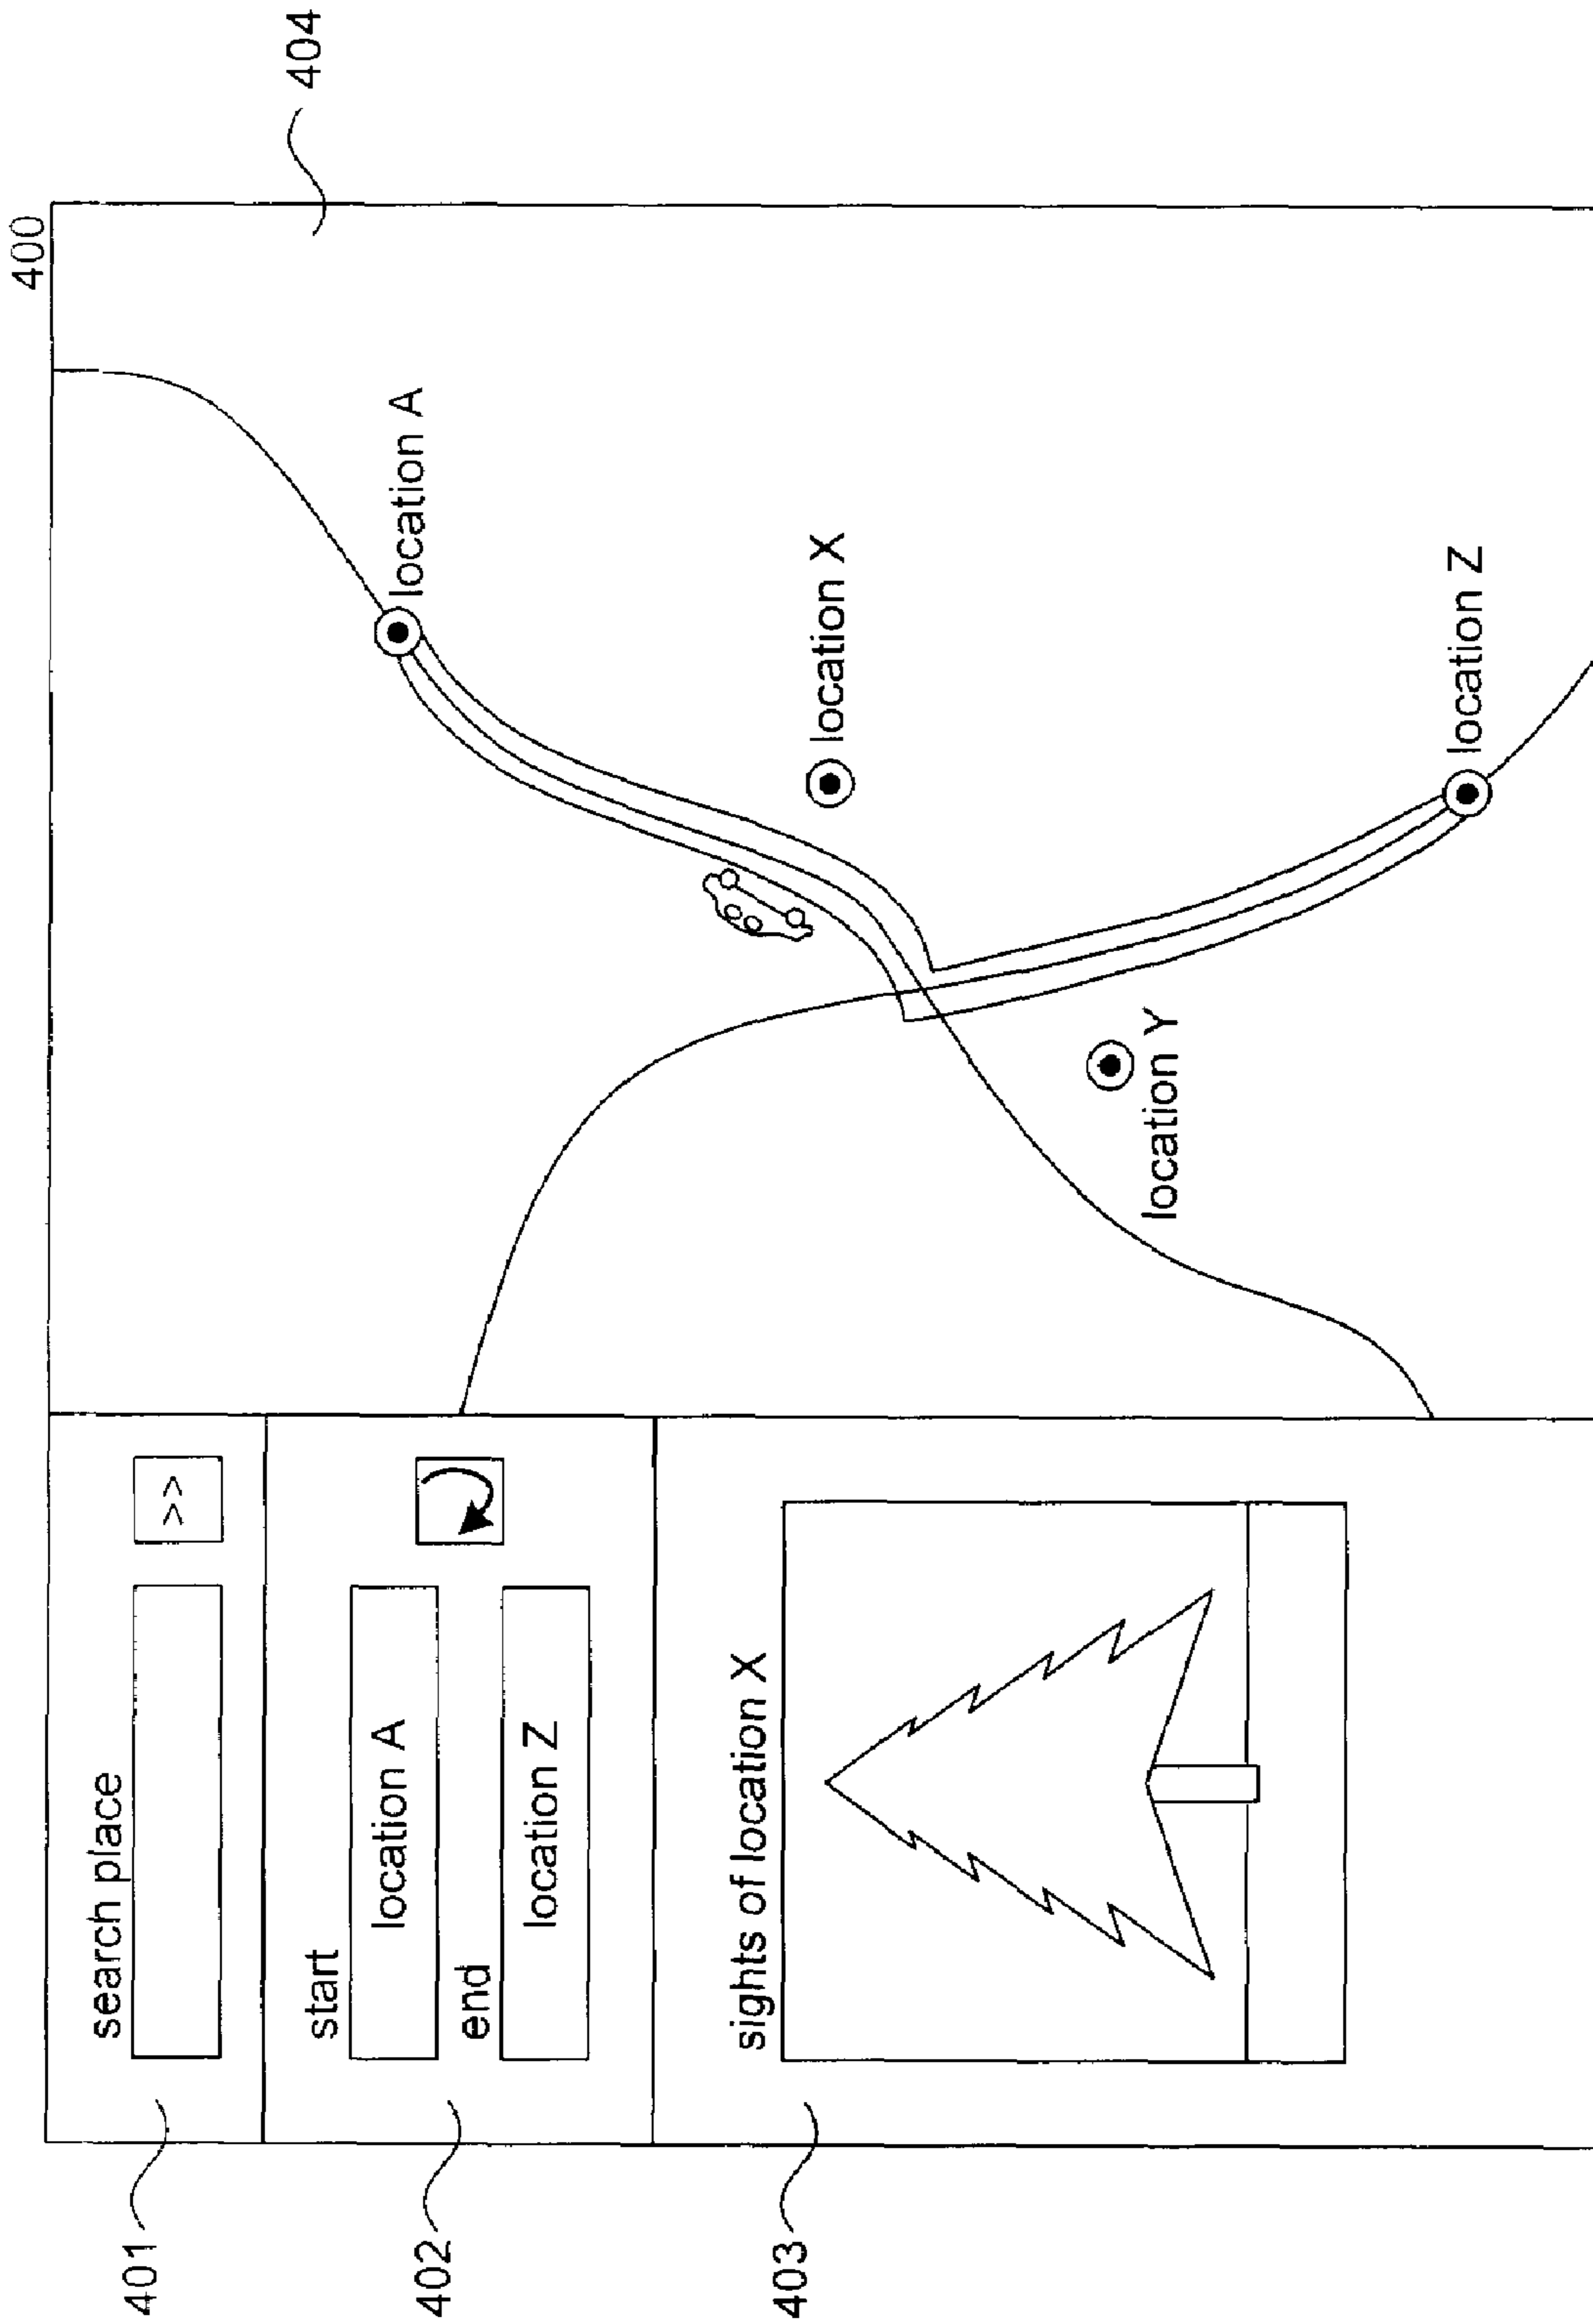 400
404
401
search place
>>
402
start
location A
end
location Z
403
sights of location X
location A
location X
location Y
location Z